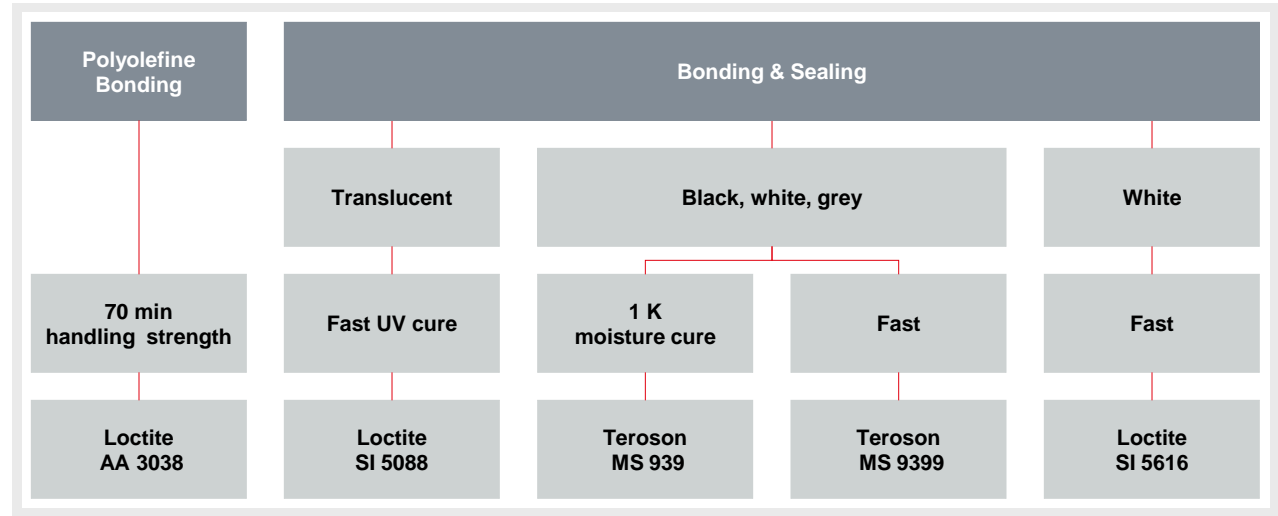 Polyolefine
Bonding
Bonding & Sealing
Translucent
Black, white, grey
White
70 min
handling strength
Fast UV cure
1 K
moisture cure
Fast
Fast
Loctite
AA 3038
Loctite
SI 5088
Teroson
MS 939
Teroson
MS 9399
Loctite
SI 5616